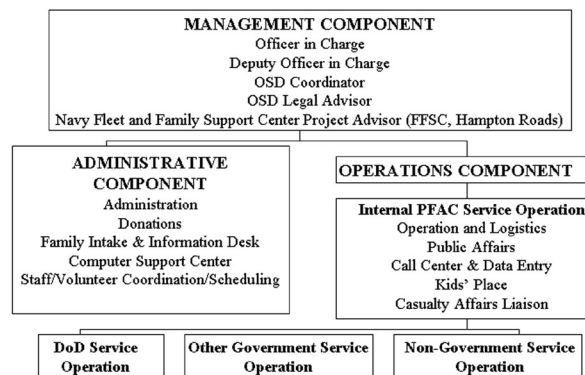 MANAGEMENT COMPONENT
Officer in Charge
Deputy Officer in Charge
OSD Coordinator
OSD Legal Advisor
Navy Fleet and Family Support Center Project Advisor (FFSC, Hampton Roads)
ADMINISTRATIVE
COMPONENT
Administration
Donations
Family Intake & Information Desk
Computer Support Center
Staff/Volunteer Coordination/Scheduling
OPERATIONS COMPONENT
Internal PFAC Service Operation
Operation and Logistics
Public Affairs
Call Center & Data Entry
Kids' Place
Casualty Affairs Liaison
DoD Service
Operation
Other Government Service
Operation
Non-Government Service
Operation